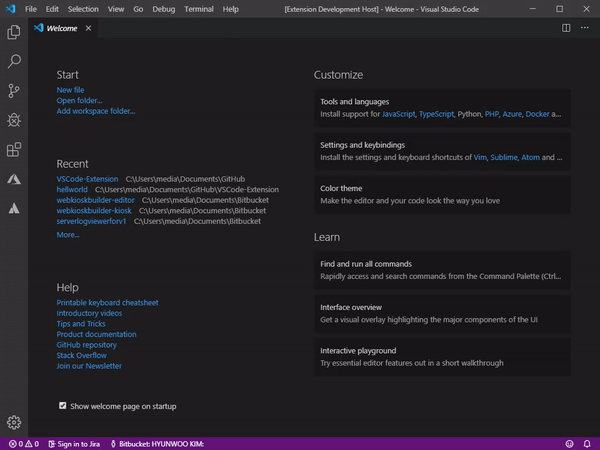 File Edit Selection View Go Debug Terminal Help [Extension Development Host] - Welcome - Visual Studio Code
Welcome
Start
New file
Open folder...
Add workspace folder...
Recent
VSCode-Extension C:\Users\media\Documents\GitHub
hellworld C:\Users\media\Documents\GitHub\VSCode-Extension
webkioskbuilder-editor C:\Users\media\Documents\Bitbucket
webkoskbuilder-kiosk C:\Users\media\Documents\Bitbucket
serverlogviewerforv1 C:\Users\media\Documents\Bitbucket
More...
Help
Printable keyboard cheatsheet
Introductory videos
Tips and Tricks
Product documentation
GitHub repository
Stack Overflow
Join our Newsletter
Show welcome page on startup
Customize
Tools and languages
Install support for JavaScript, TypeScript, Python, PHP, Azure, Docker a...
Settings and keybindings
Install the settings and keyboard shortcuts of Vim, Sublime, Atom and ...
Color theme
Make the editor and your code look the way you love
Learn
Find and run all commands
Rapidly access and search commands from the Command Palette (Ctrl...
Interface overview
Get a visual overlay highlighting the major components of the UI
Interactive playground
Try essential editor features out in a short walkthrough
0 0 Sign in to Jira Bitbucket: HYUNWOO KIM: